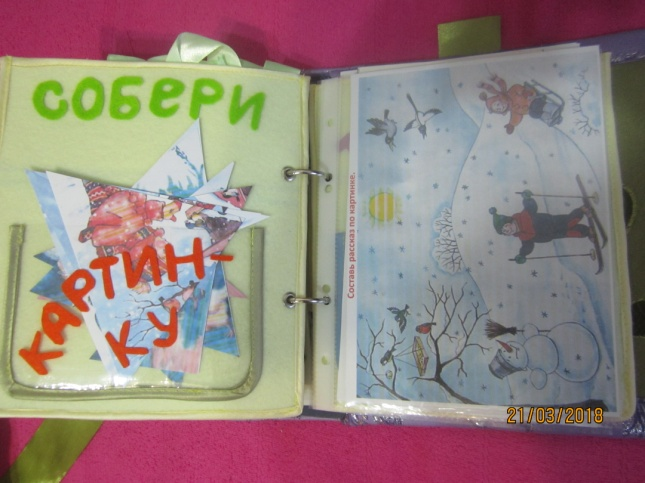 СОБЕРИ
КАРТИН-
КУ
Составь рассказ по картинке.
21/03/2018